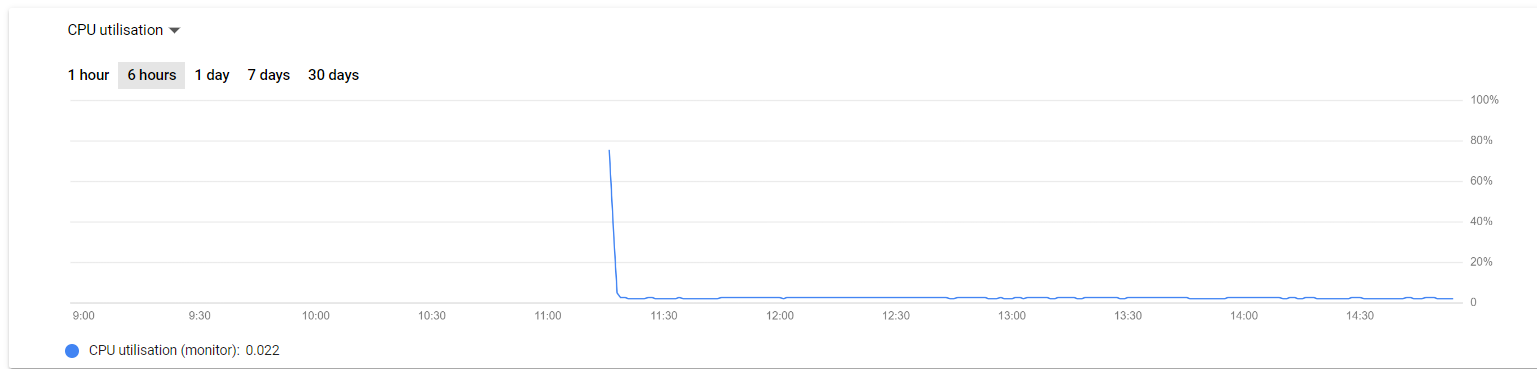 CPU utilisation
1 hour 6 hours 1 day 7 days 30 days
100%
80%
60%
40%
20%
0
9:00 9:30 10:00 10:30 11:00 11:30 12:00 12:30 13:00 13:30 14:00 14:30
CPU utilisation (monitor): 0.022